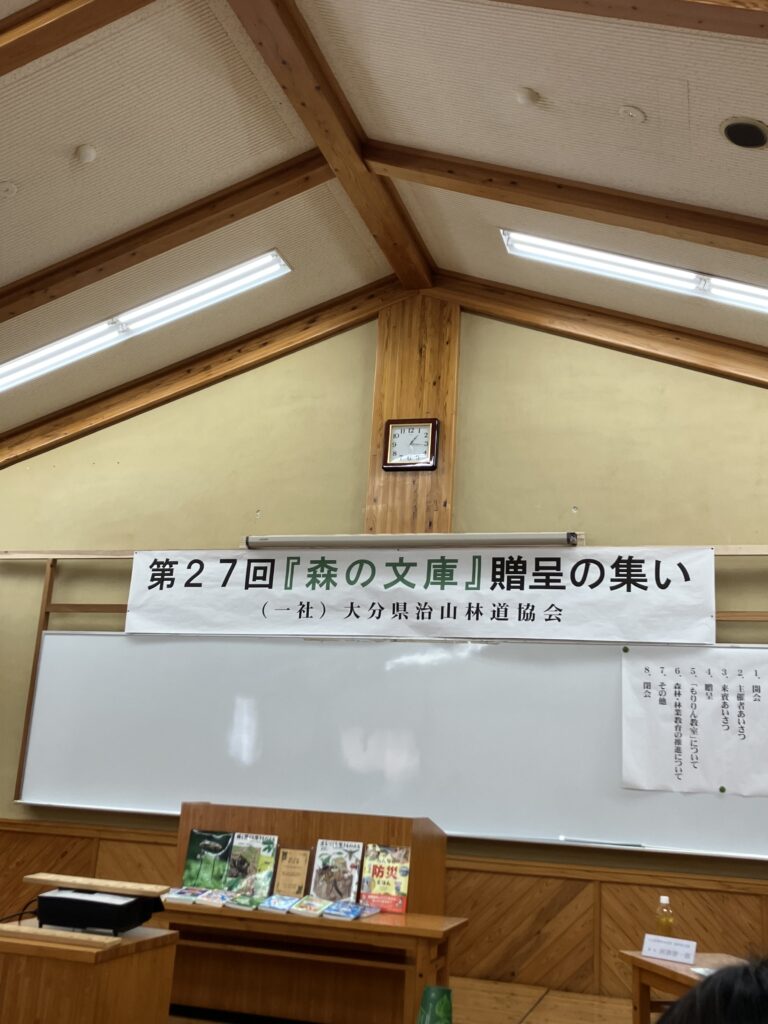 第27回『森の文庫』贈呈の集い
(一社)大分県治山林道協会
1. 開会
2. 主催者あいさつ
3. 来賓あいさつ
4. 贈呈
5. 「もりりん教室」について
6. 森林・林業教育の推進について
7. その他
8. 閉会
防災